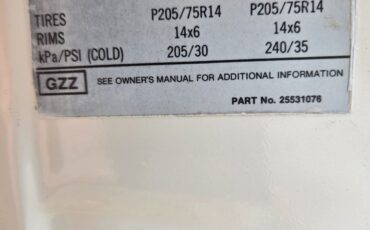 TIRES P205/75R14 P205/75R14
RIMS 14x6 14x6
kPa/PSI (COLD) 205/30 240/35
GZZ SEE OWNER'S MANUAL FOR ADDITIONAL INFORMATION
PART No. 25531076